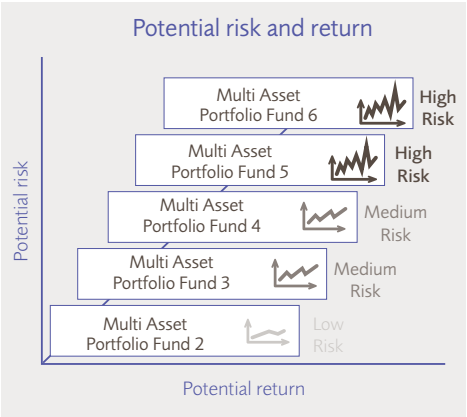 Potential risk and return
Multi Asset
Portfolio Fund 6
High
Risk
Multi Asset
Portfolio Fund 5
High
Risk
Multi Asset
Portfolio Fund 4
Medium
Risk
Multi Asset
Portfolio Fund 3
Medium
Risk
Multi Asset
Portfolio Fund 2
Low
Risk
Potential risk
Potential return